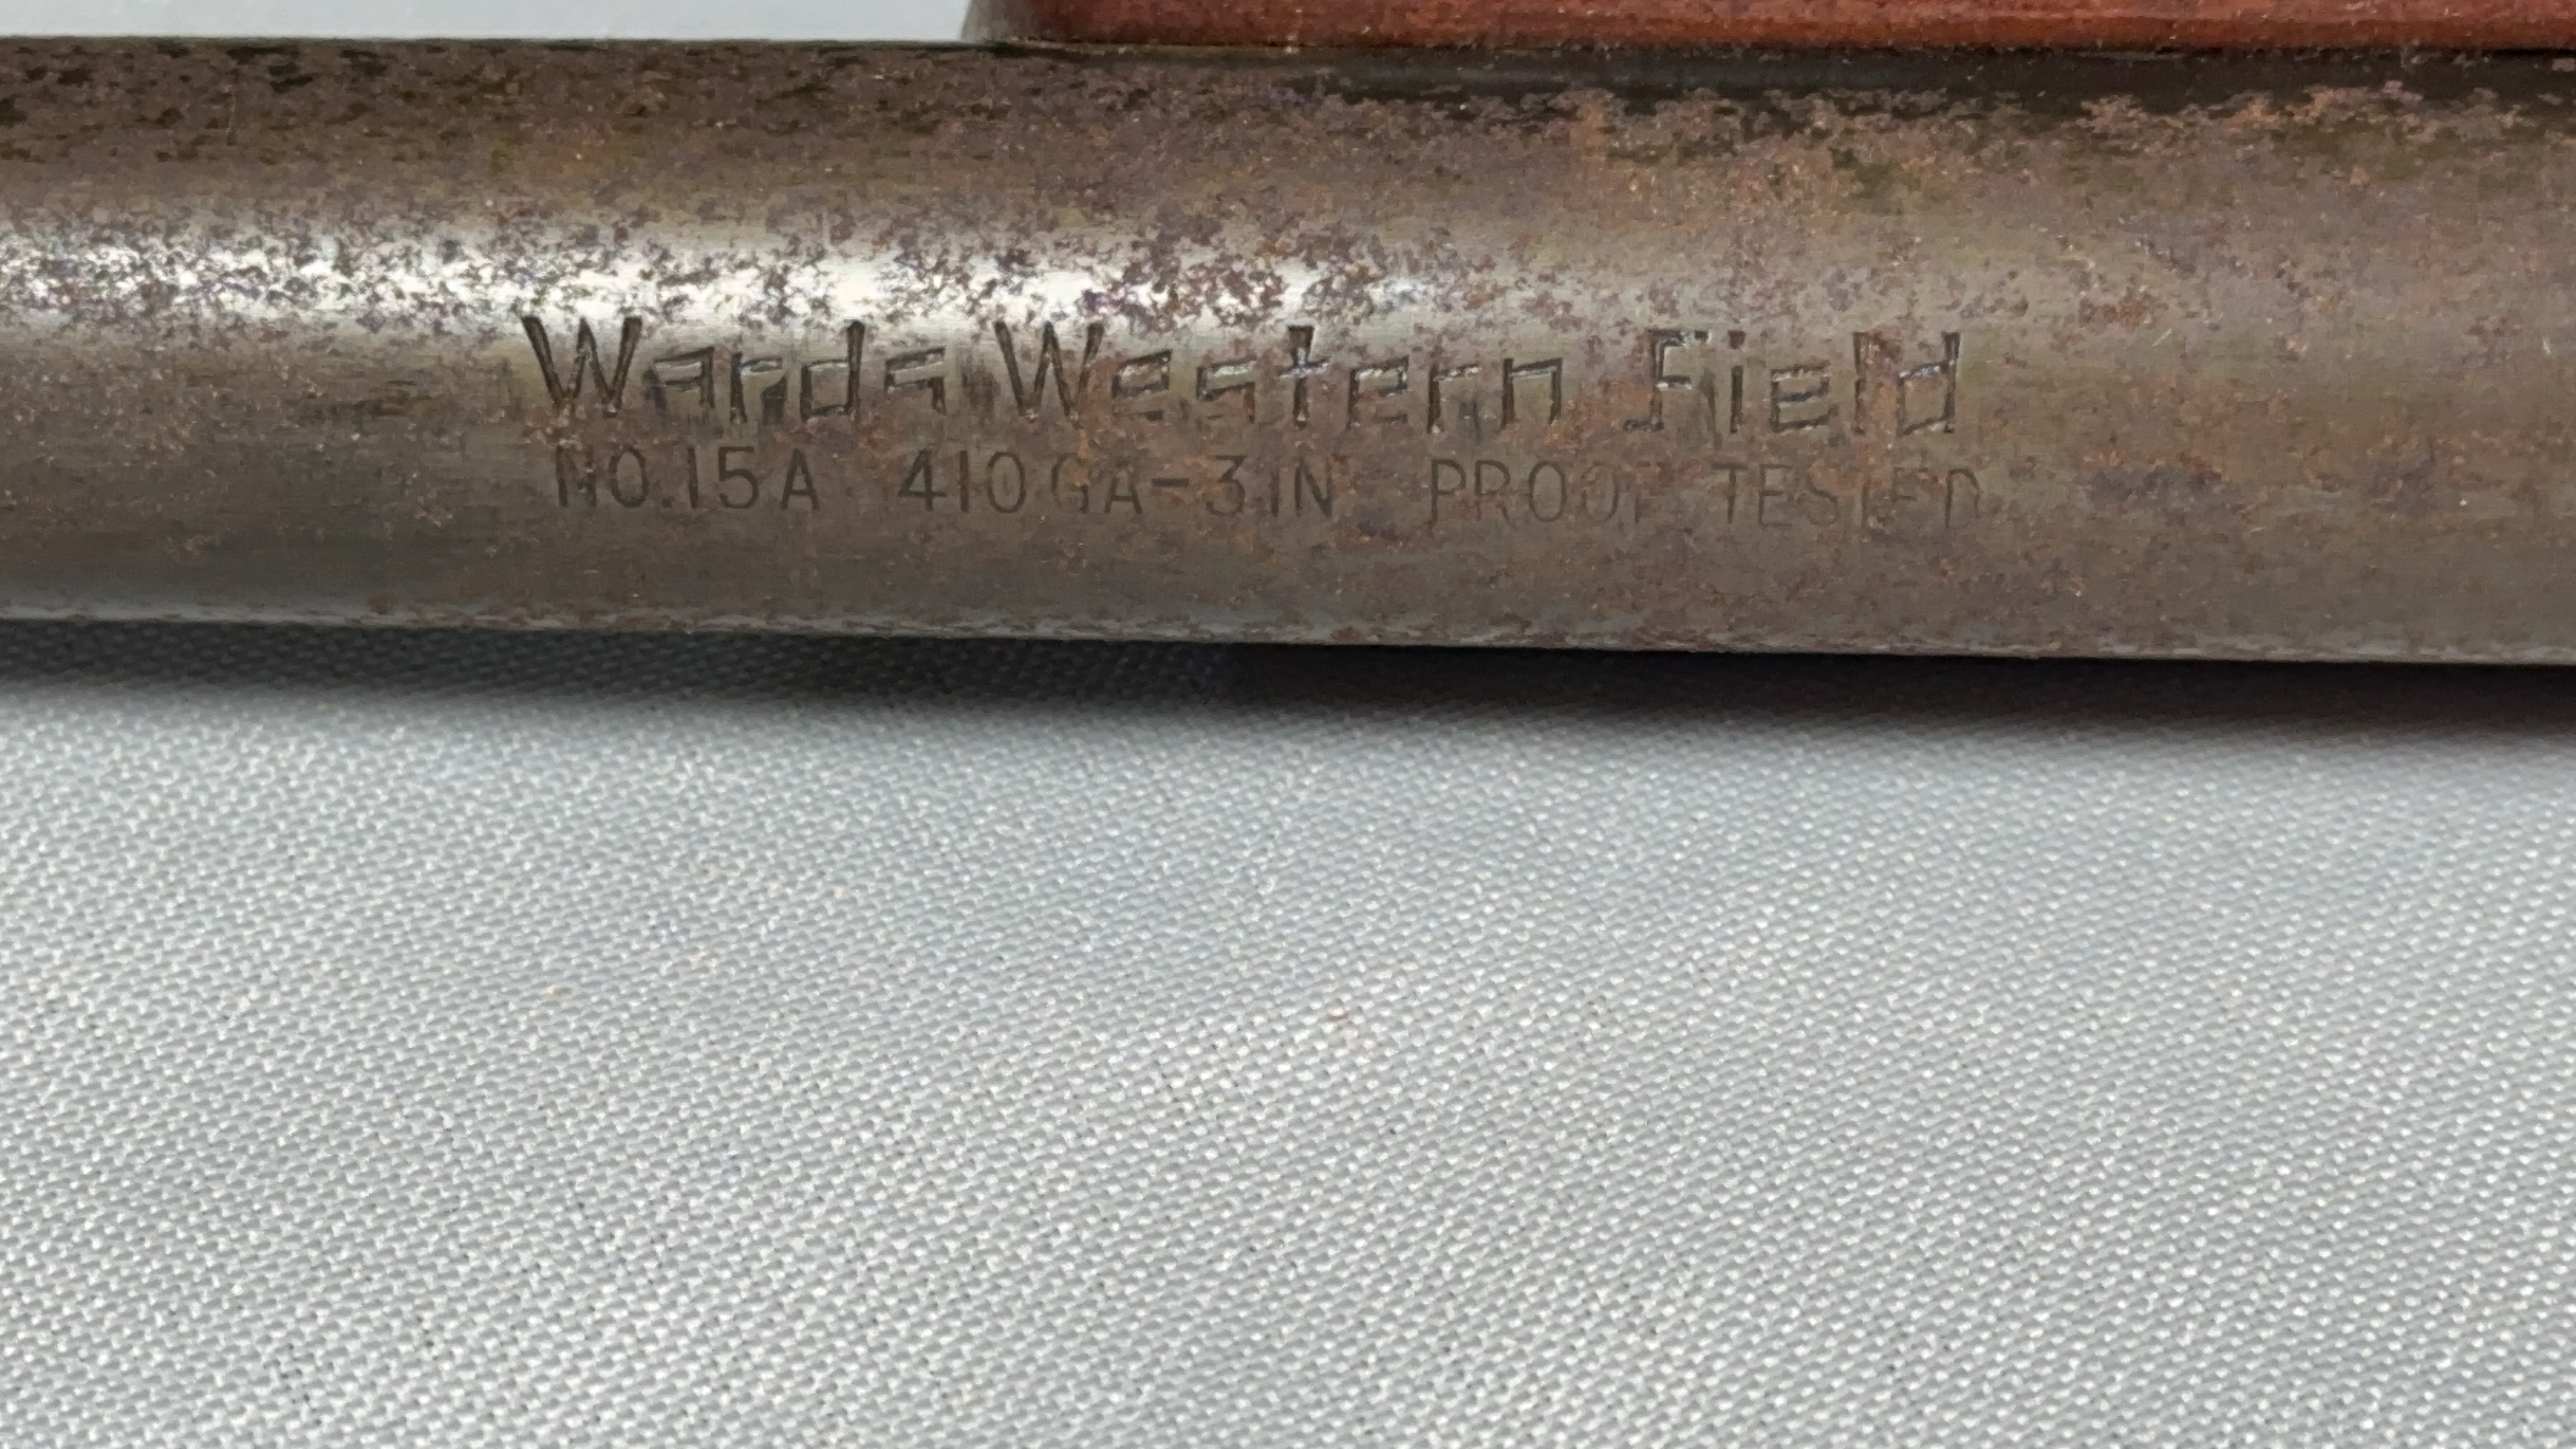 Wards Western Field
NO.15A 410GA-3IN PROOF TESTED